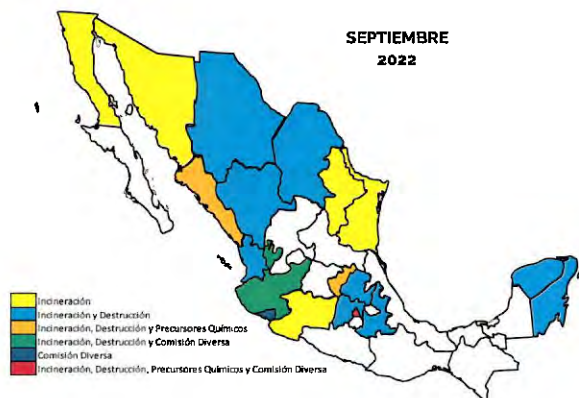 SEPTIEMBRE
2022
Incineración
Incineración y Destrucción
Incineración, Destrucción y Precursores Químicos
Incineración, Destrucción y Comisión Diversa
Comisión Diversa
Incineración, Destrucción, Precursores Químicos y Comisión Diversa